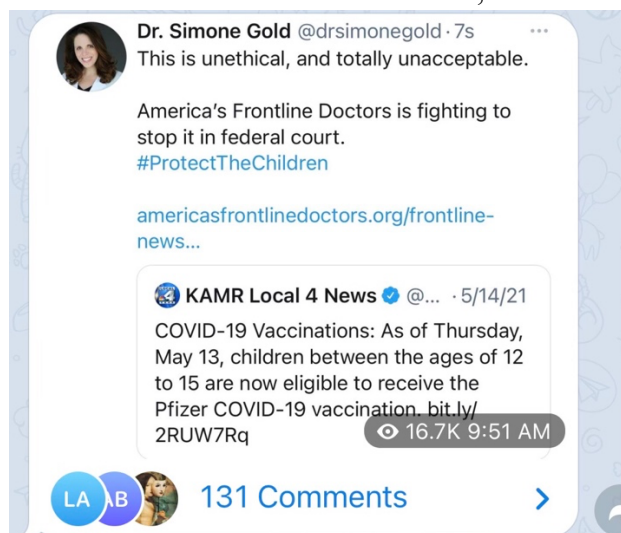 Dr. Simone Gold @drsimonegold · 7s
This is unethical, and totally unacceptable.
America's Frontline Doctors is fighting to
stop it in federal court.
#ProtectTheChildren
americasfrontlinedoctors.org/frontline-
news...
KAMR Local 4 News @... · 5/14/21
COVID-19 Vaccinations: As of Thursday,
May 13, children between the ages of 12
to 15 are now eligible to receive the
Pfizer COVID-19 vaccination. bit.ly/
2RUW7Rq
16.7K 9:51 AM
LA AB 131 Comments